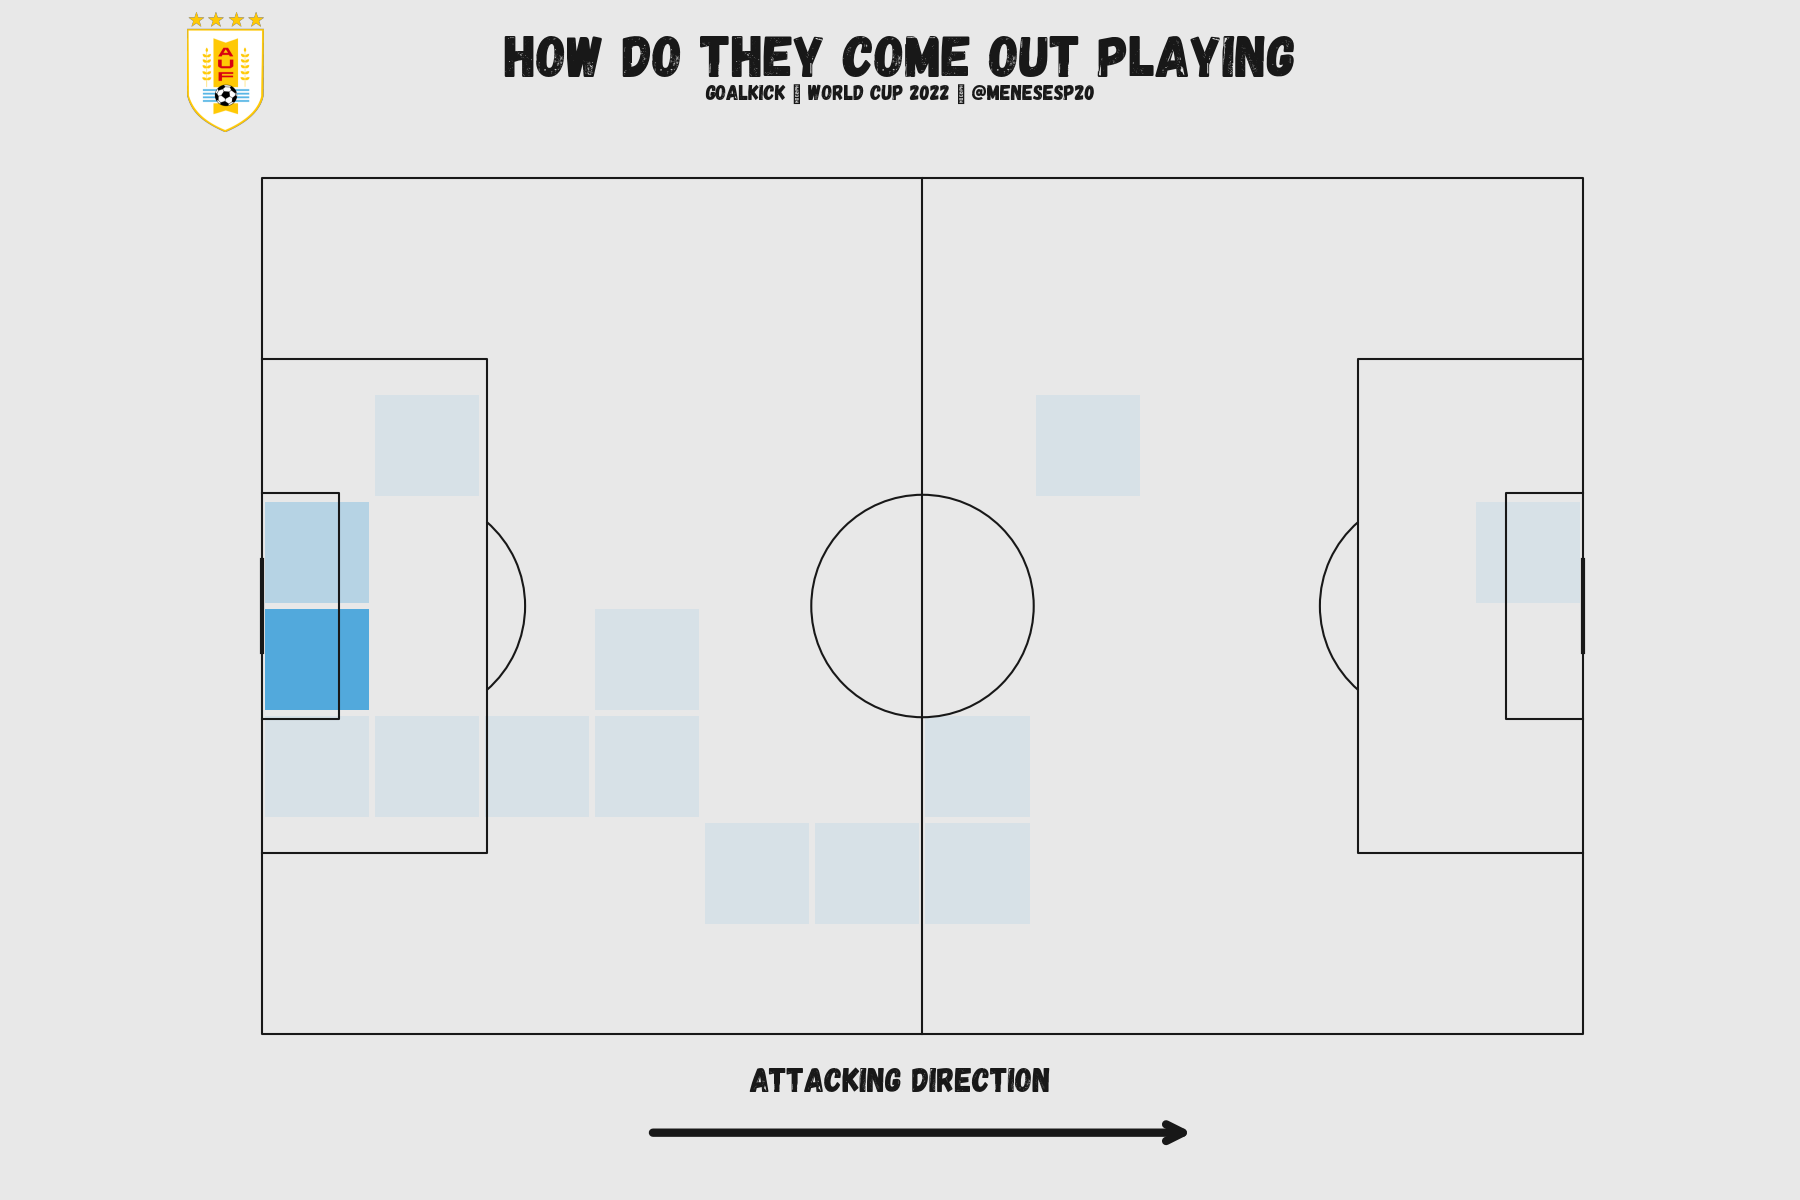 AUF
HOW DO THEY COME OUT PLAYING
GOALKICK ▯ WORLD CUP 2022 ▯ @MENESESP20
ATTACKING DIRECTION